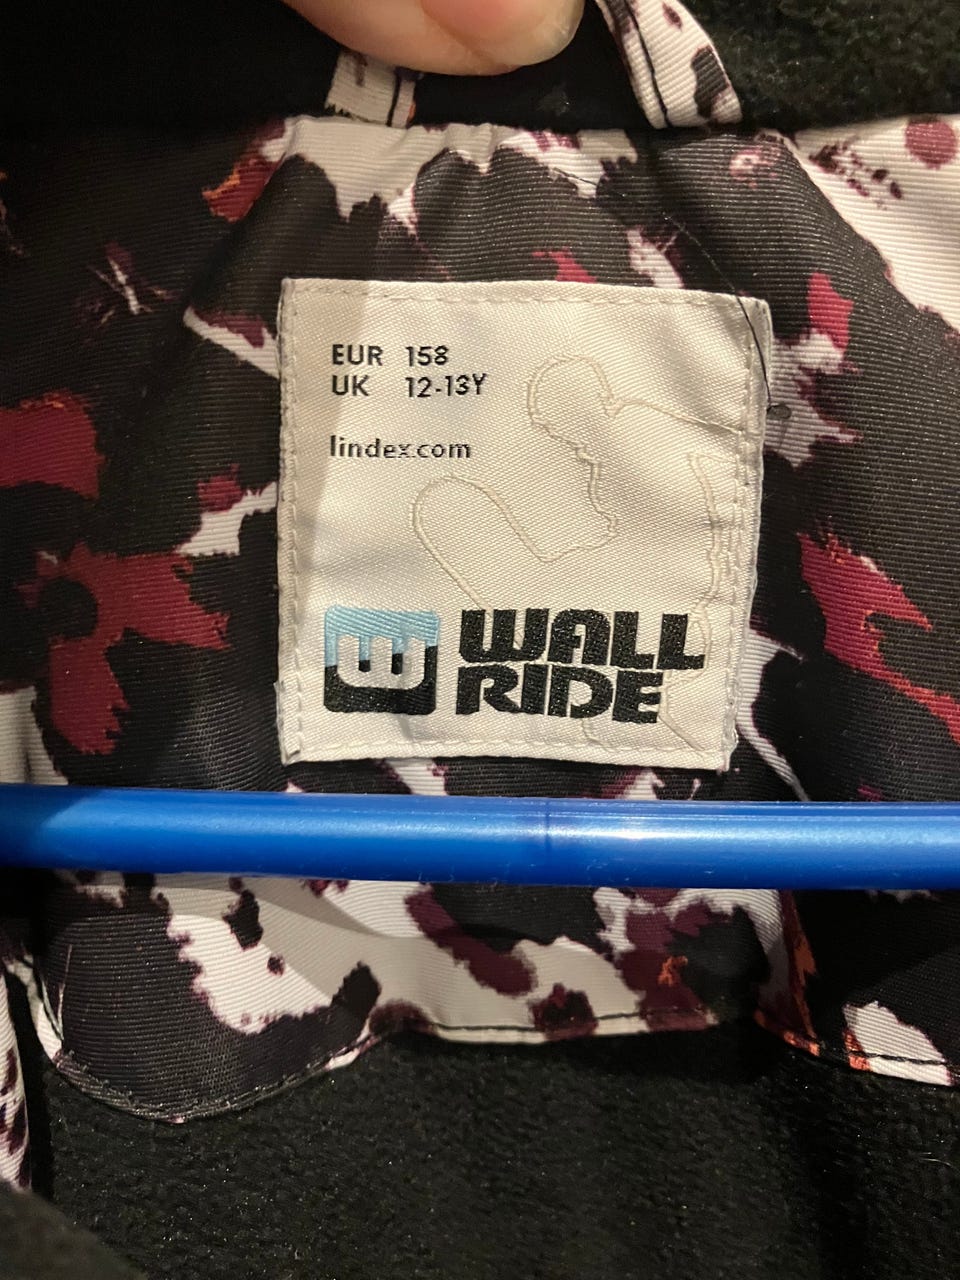 EUR 158
UK 12-13Y
lindex.com
WALL
RIDE